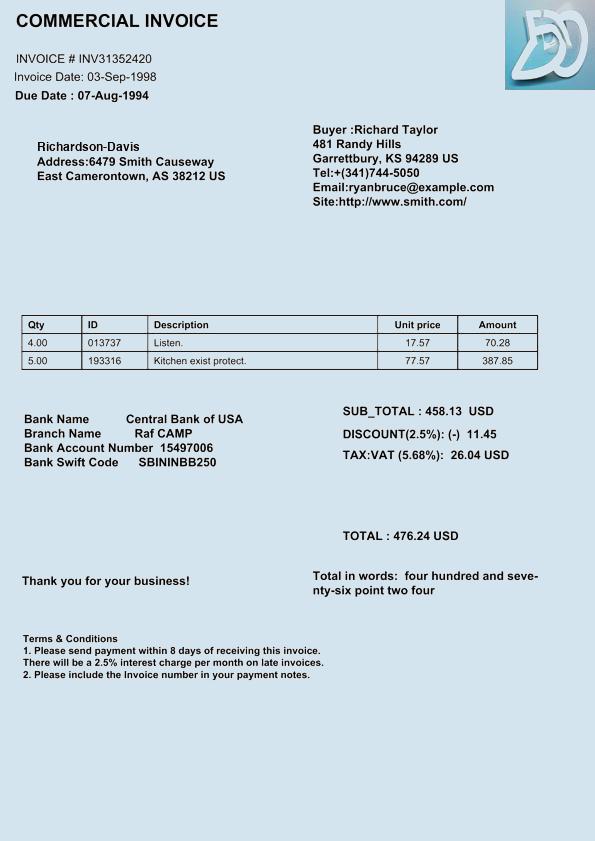 COMMERCIAL INVOICE
INVOICE # INV31352420
Invoice Date: 03-Sep-1998
Due Date : 07-Aug-1994
Richardson-Davis
Address:6479 Smith Causeway
East Camerontown, AS 38212 US
Buyer :Richard Taylor
481 Randy Hills
Garrettbury, KS 94289 US
Tel:+(341)744-5050
Email:ryanbruce@example.com
Site:http://www.smith.com/
Qty ID Description Unit price Amount
4.00 013737 Listen. 17.57 70.28
5.00 193316 Kitchen exist protect. 77.57 387.85
Bank Name Central Bank of USA
Branch Name Raf CAMP
Bank Account Number 15497006
Bank Swift Code SBININBB250
SUB_TOTAL : 458.13 USD
DISCOUNT(2.5%): (-) 11.45
TAX:VAT (5.68%): 26.04 USD
TOTAL : 476.24 USD
Thank you for your business!
Total in words: four hundred and seve-
nty-six point two four
Terms & Conditions
1. Please send payment within 8 days of receiving this invoice.
There will be a 2.5% interest charge per month on late invoices.
2. Please include the Invoice number in your payment notes.